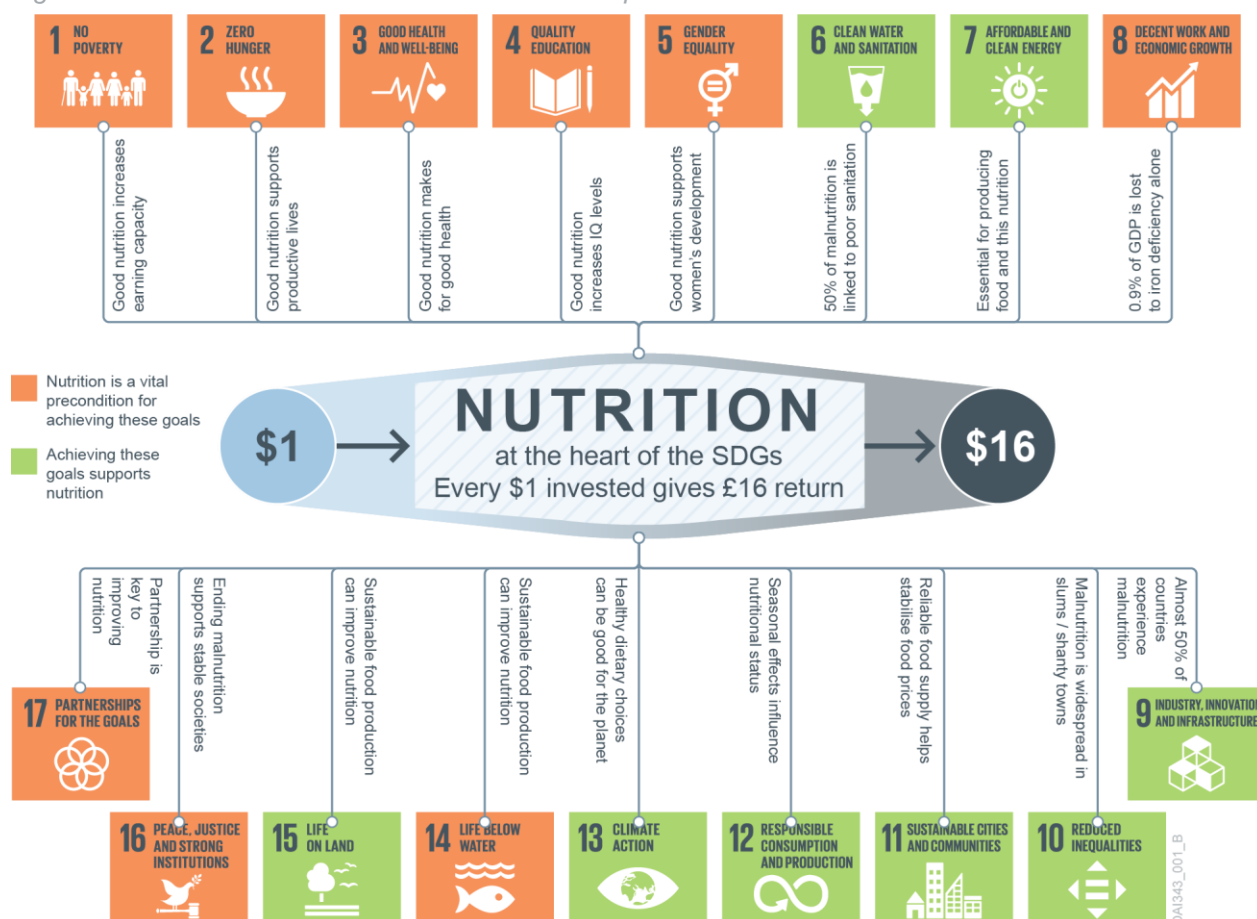 1 NO
POVERTY
2 ZERO
HUNGER
3 GOOD HEALTH
AND WELL-BEING
4 QUALITY
EDUCATION
5 GENDER
EQUALITY
6 CLEAN WATER
AND SANITATION
7 AFFORDABLE AND
CLEAN ENERGY
8 DECENT WORK AND
ECONOMIC GROWTH
Good nutrition increases
earning capacity
Good nutrition supports
productive lives
Good nutrition makes
for good health
Good nutrition
increases IQ levels
Good nutrition supports
women's development
50% of malnutrition is
linked to poor sanitation
Essential for producing
food and this nutrition
0.9% of GDP is lost
to iron deficiency alone
Nutrition is a vital
precondition for
achieving these goals
Achieving these
goals supports
nutrition
$1
NUTRITION
at the heart of the SDGs
Every $1 invested gives £16 return
$16
Partnership is
key to
improving
nutrition
Ending malnutrition
supports stable societies
Sustainable food production
can improve nutrition
Sustainable food production
can improve nutrition
Healthy dietary choices
can be good for the planet
Seasonal effects influence
nutritional status
Reliable food supply helps
stabilise food prices
Malnutrition is widespread in
slums / shanty towns
Almost 50% of
countries
experience
malnutrition
17 PARTNERSHIPS
FOR THE GOALS
16 PEACE, JUSTICE
AND STRONG
INSTITUTIONS
15 LIFE
ON LAND
14 LIFE BELOW
WATER
13 CLIMATE
ACTION
12 RESPONSIBLE
CONSUMPTION
AND PRODUCTION
11 SUSTAINABLE CITIES
AND COMMUNITIES
10 REDUCED
INEQUALITIES
9 INDUSTRY, INNOVATION
AND INFRASTRUCTURE